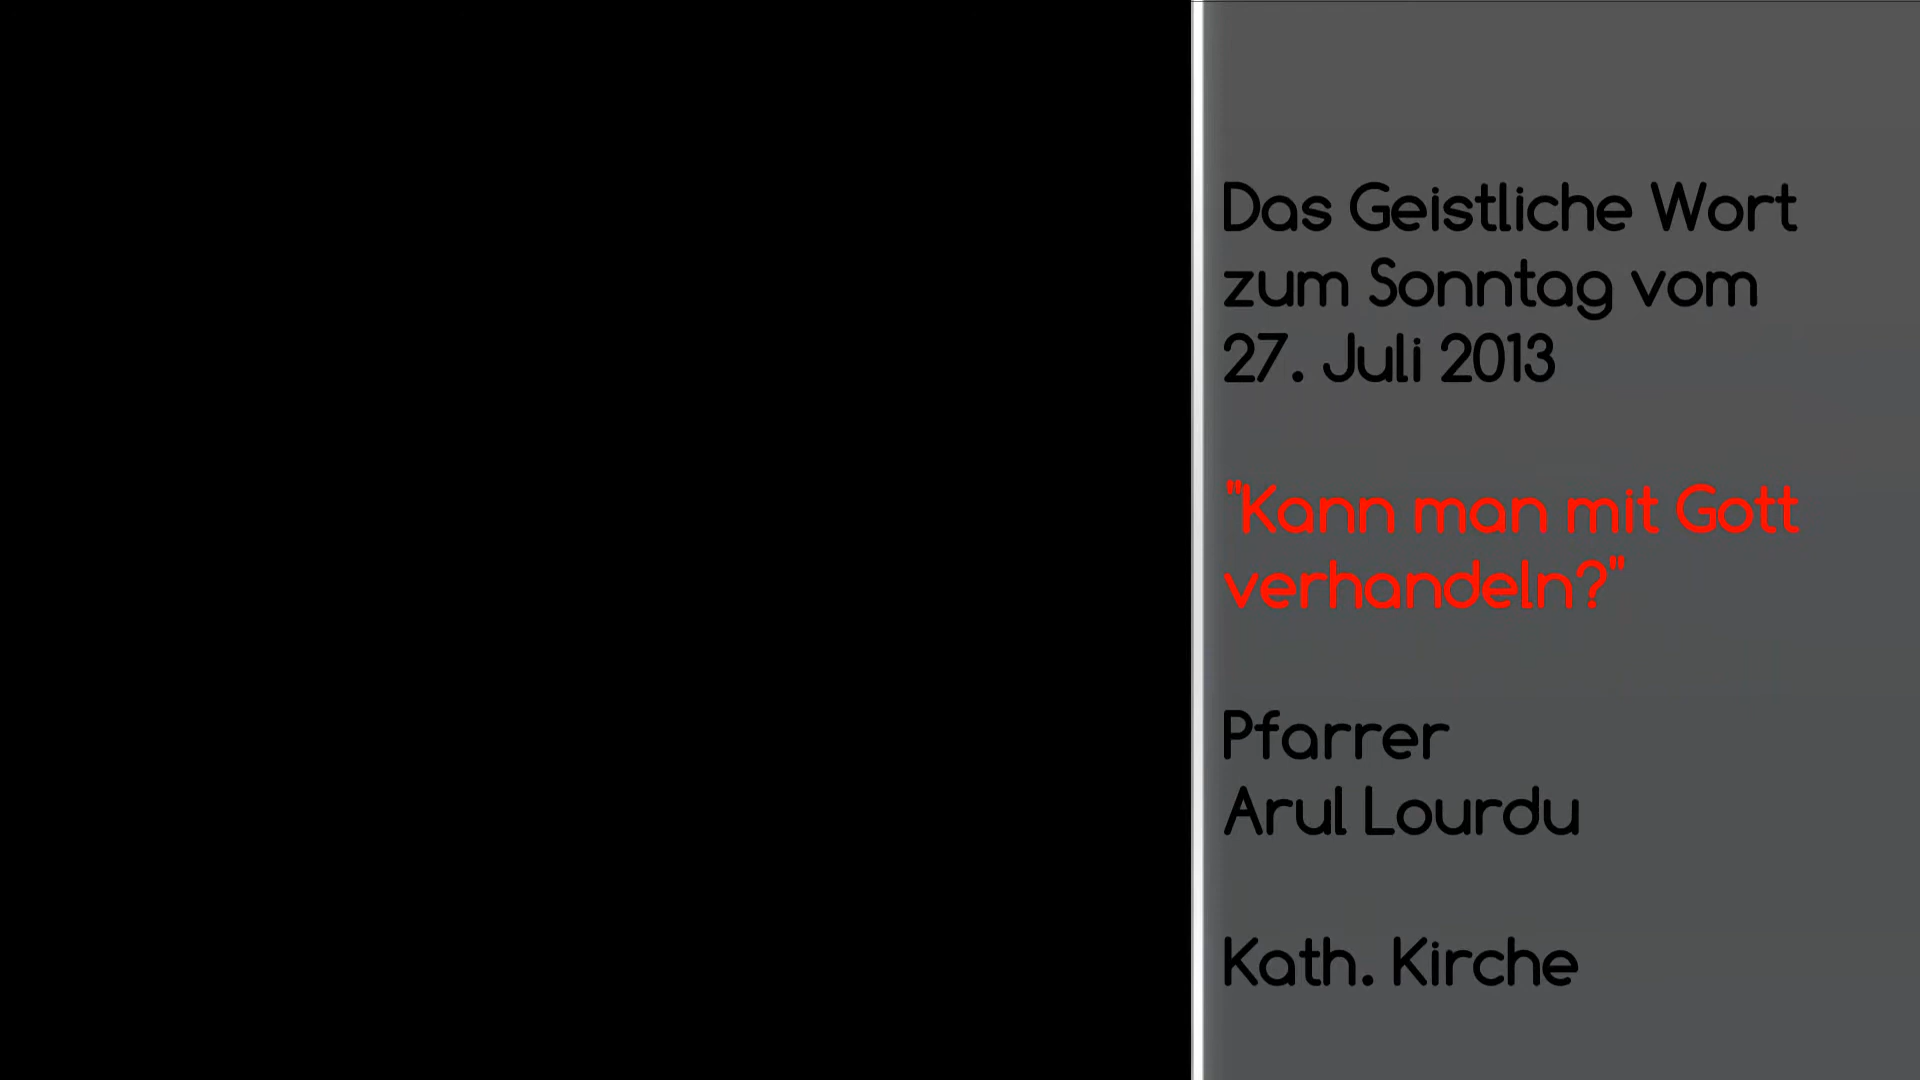 Das Geistliche Wort
zum Sonntag vom
27. Juli 2013
"Kann man mit Gott
verhandeln?"
Pfarrer
Arul Lourdu
Kath. Kirche